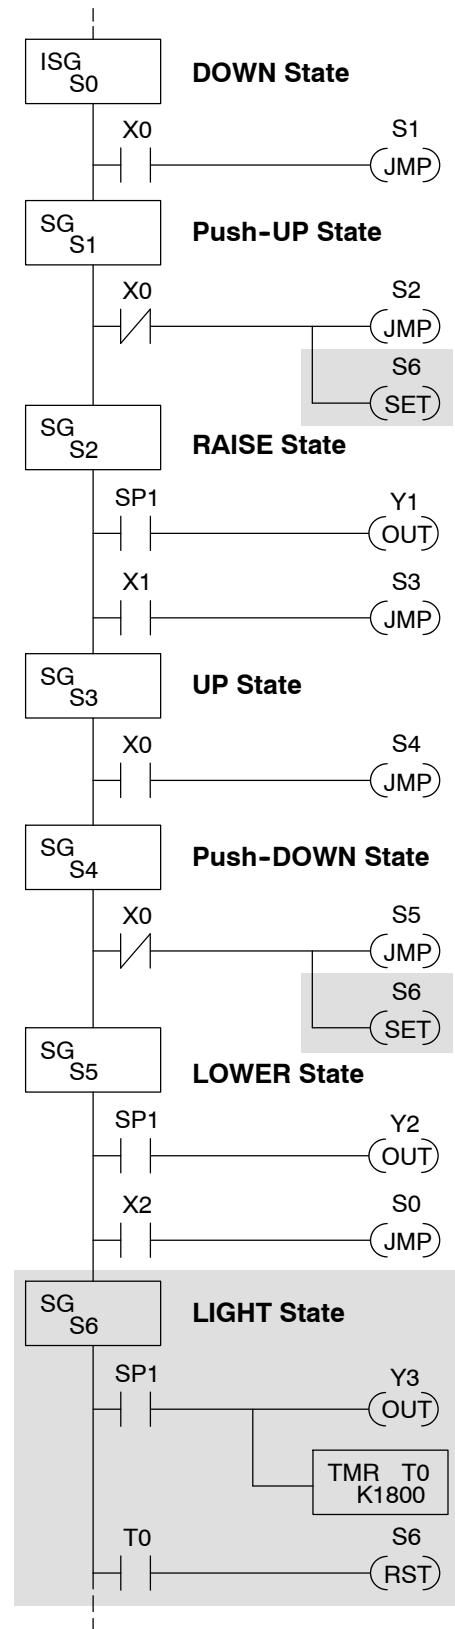 ISG
S0
DOWN State
X0
S1
JMP
SG
S1
Push-UP State
X0
S2
JMP
S6
SET
SG
S2
RAISE State
SP1
Y1
OUT
X1
S3
JMP
SG
S3
UP State
X0
S4
JMP
SG
S4
Push-DOWN State
X0
S5
JMP
S6
SET
SG
S5
LOWER State
SP1
Y2
OUT
X2
S0
JMP
SG
S6
LIGHT State
SP1
Y3
OUT
TMR T0
K1800
T0
S6
RST